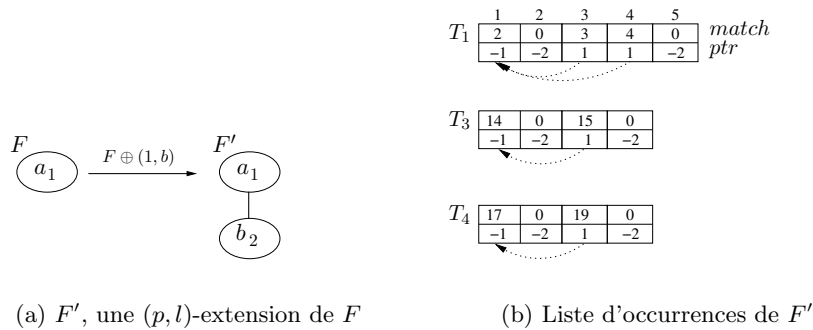 1 2 3 4 5
T₁ 2 0 3 4 0 match
-1 -2 1 1 -2 ptr
T₃ 14 0 15 0
-1 -2 1 -2
F F ⊕ (1, b) F′
a₁ a₁
b₂
T₄ 17 0 19 0
-1 -2 1 -2
(a) F′, une (p, l)-extension de F
(b) Liste d'occurrences de F′